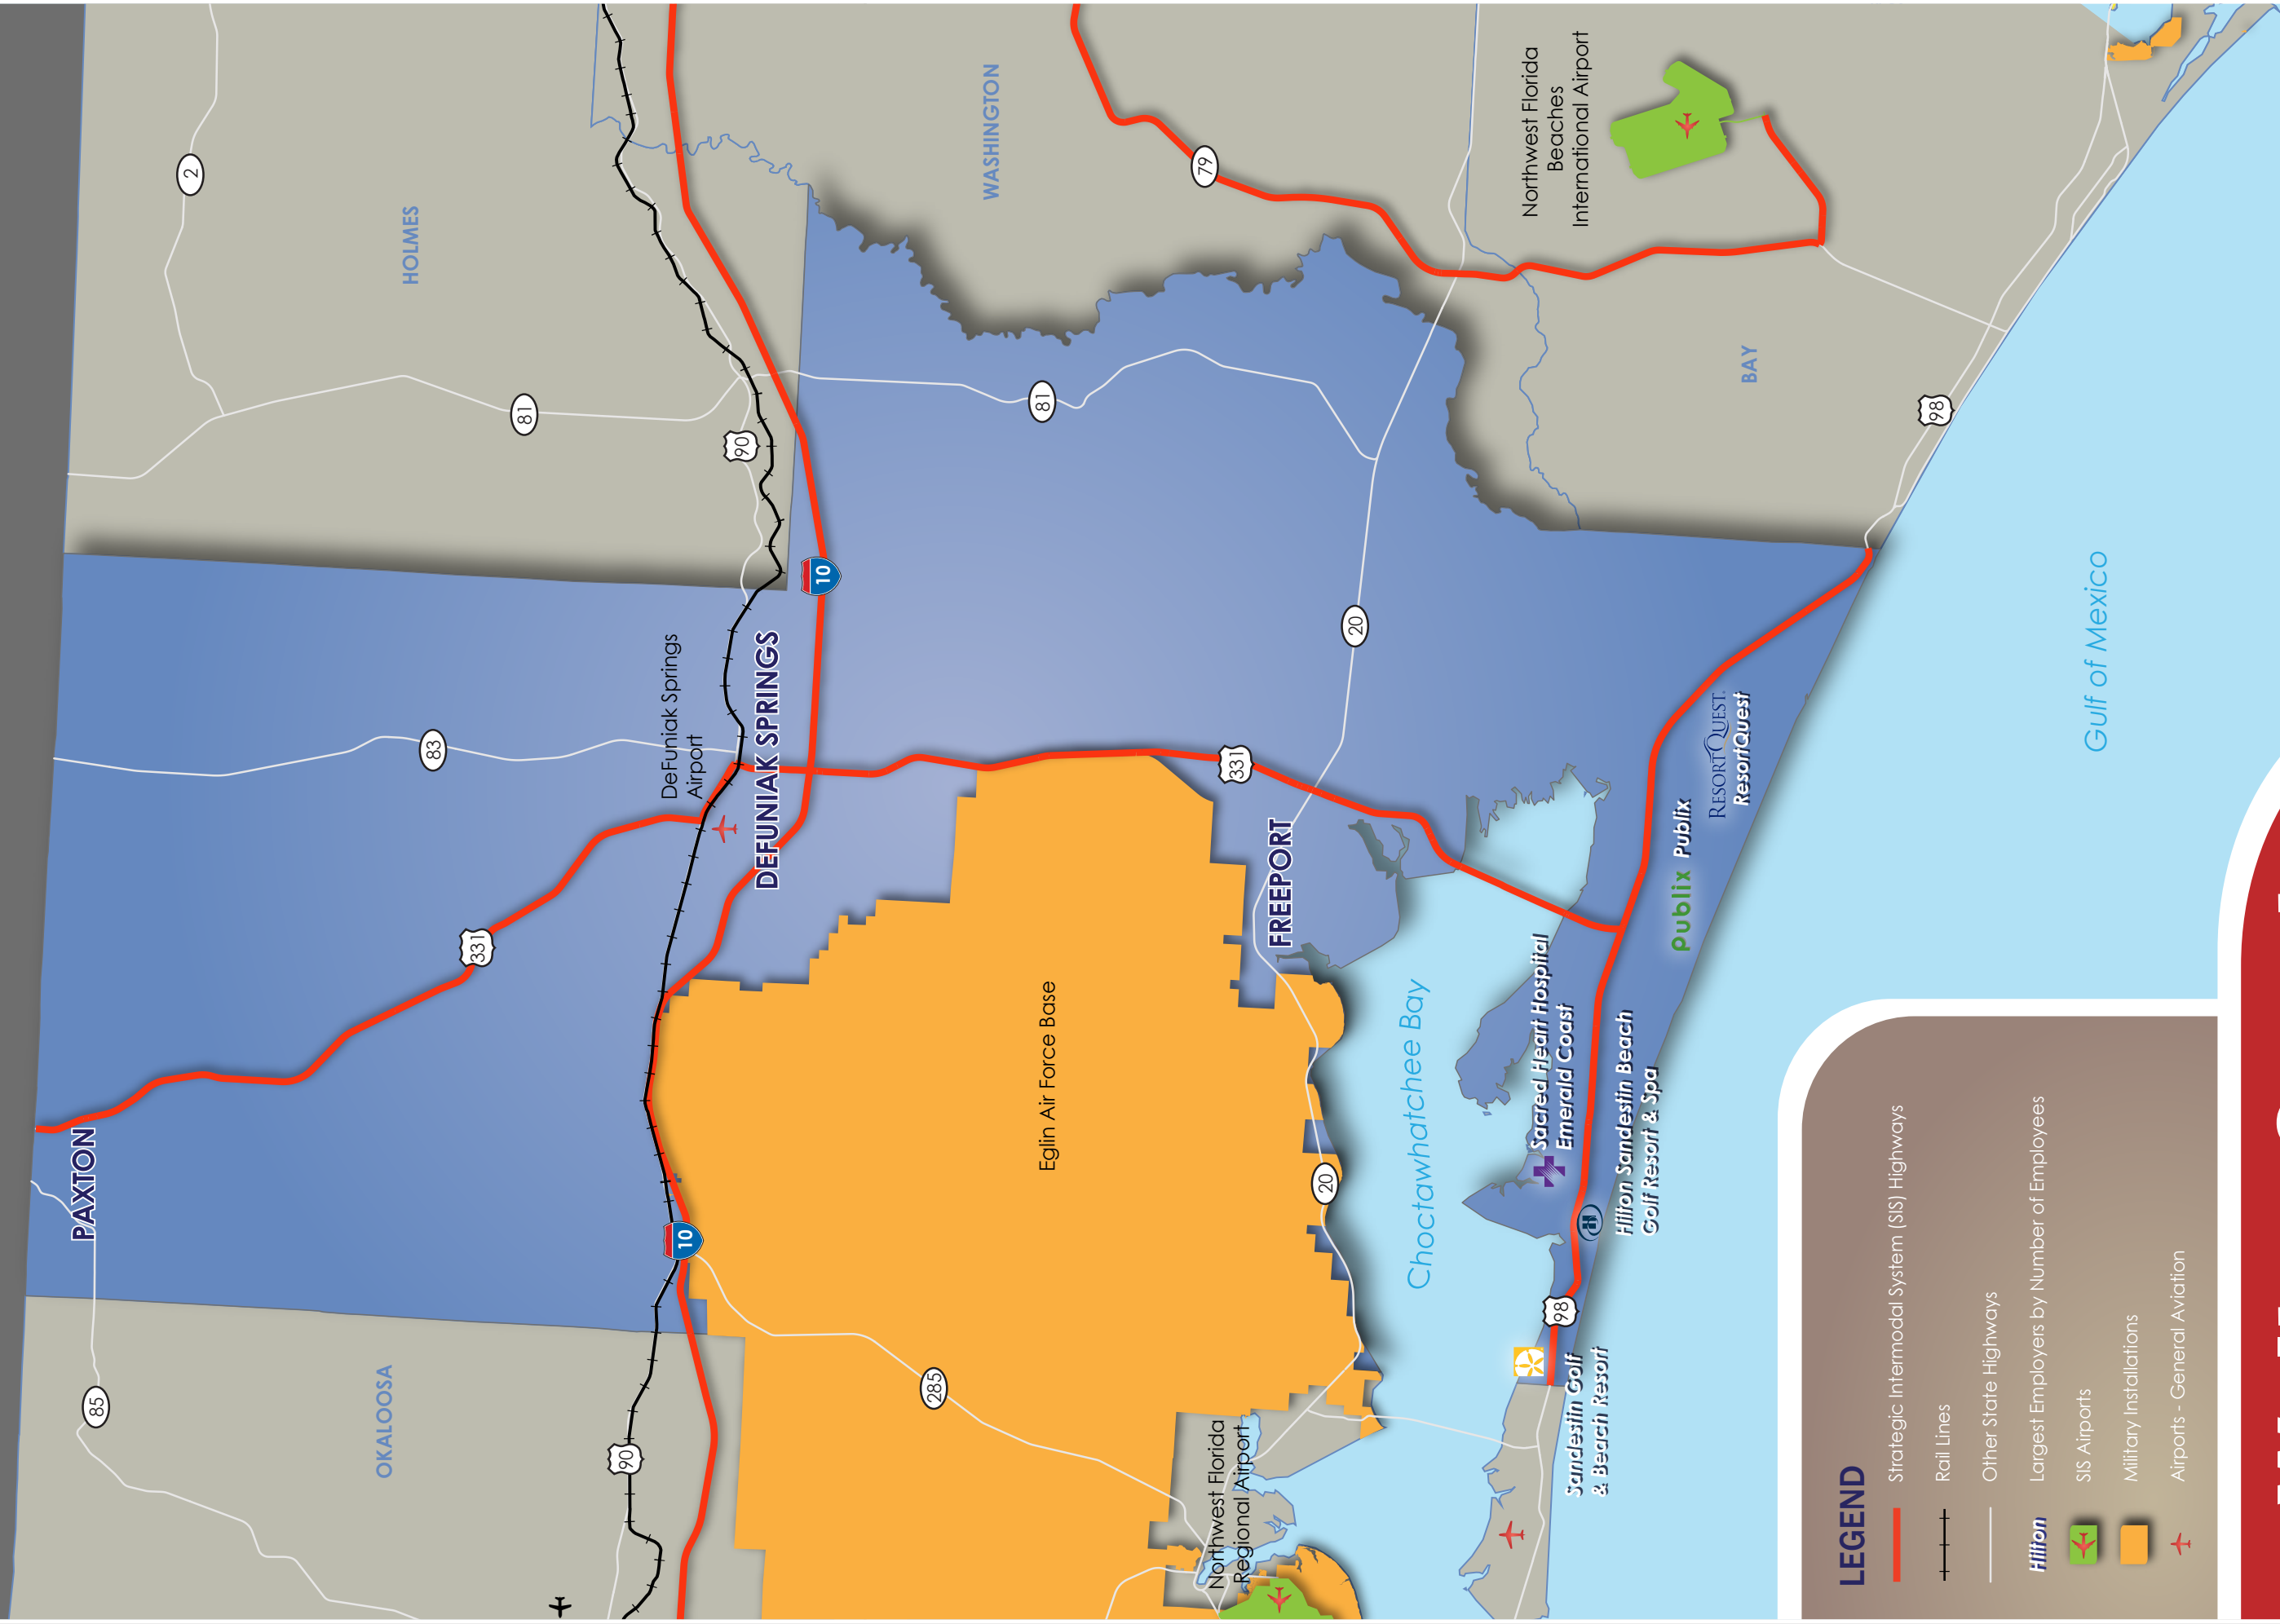 PAXTON
85
2
OKALOOSA
HOLMES
83
331
81
90
DeFuniak Springs
Airport
10
90
DEFUNIAK SPRINGS
10
285
WASHINGTON
Eglin Air Force Base
81
79
Northwest Florida
Regional Airport
331
FREEPORT
20
20
Choctawhatchee Bay
Northwest Florida
Beaches
International Airport
Sacred Heart Hospital
Emerald Coast
98
Sandestin Golf
& Beach Resort
Hilton Sandestin Beach
Golf Resort & Spa
Publix
Publix
RESORTQUEST
ResortQuest
BAY
98
Gulf of Mexico
LEGEND
Strategic Intermodal System (SIS) Highways
Rail Lines
Other State Highways
Hilton
Largest Employers by Number of Employees
SIS Airports
Military Installations
Airports - General Aviation